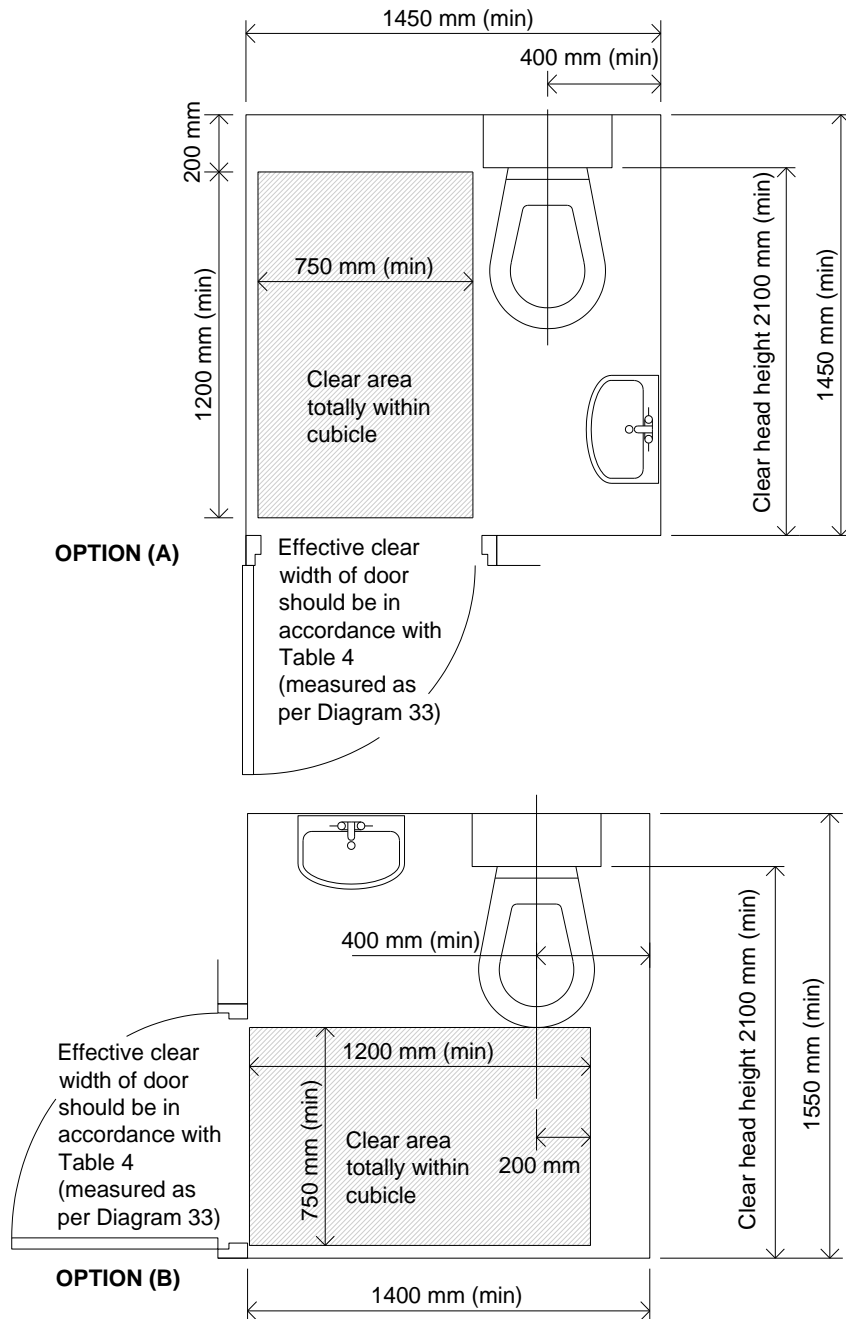 1450 mm (min)
400 mm (min)
200 mm
750 mm (min)
1200 mm (min)
Clear area
totally within
cubicle
Clear head height 2100 mm (min)
1450 mm (min)
OPTION (A)
Effective clear
width of door
should be in
accordance with
Table 4
(measured as
per Diagram 33)
400 mm (min)
Effective clear
width of door
should be in
accordance with
Table 4
(measured as
per Diagram 33)
1200 mm (min)
750 mm (min)
Clear area
totally within
cubicle
200 mm
Clear head height 2100 mm (min)
1550 mm (min)
OPTION (B)
1400 mm (min)